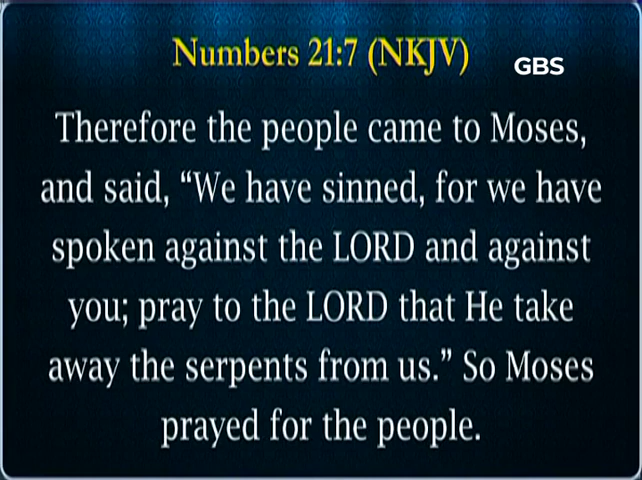 Numbers 21:7 (NKJV)
GBS
Therefore the people came to Moses,
and said, “We have sinned, for we have
spoken against the LORD and against
you; pray to the LORD that He take
away the serpents from us.” So Moses
prayed for the people.